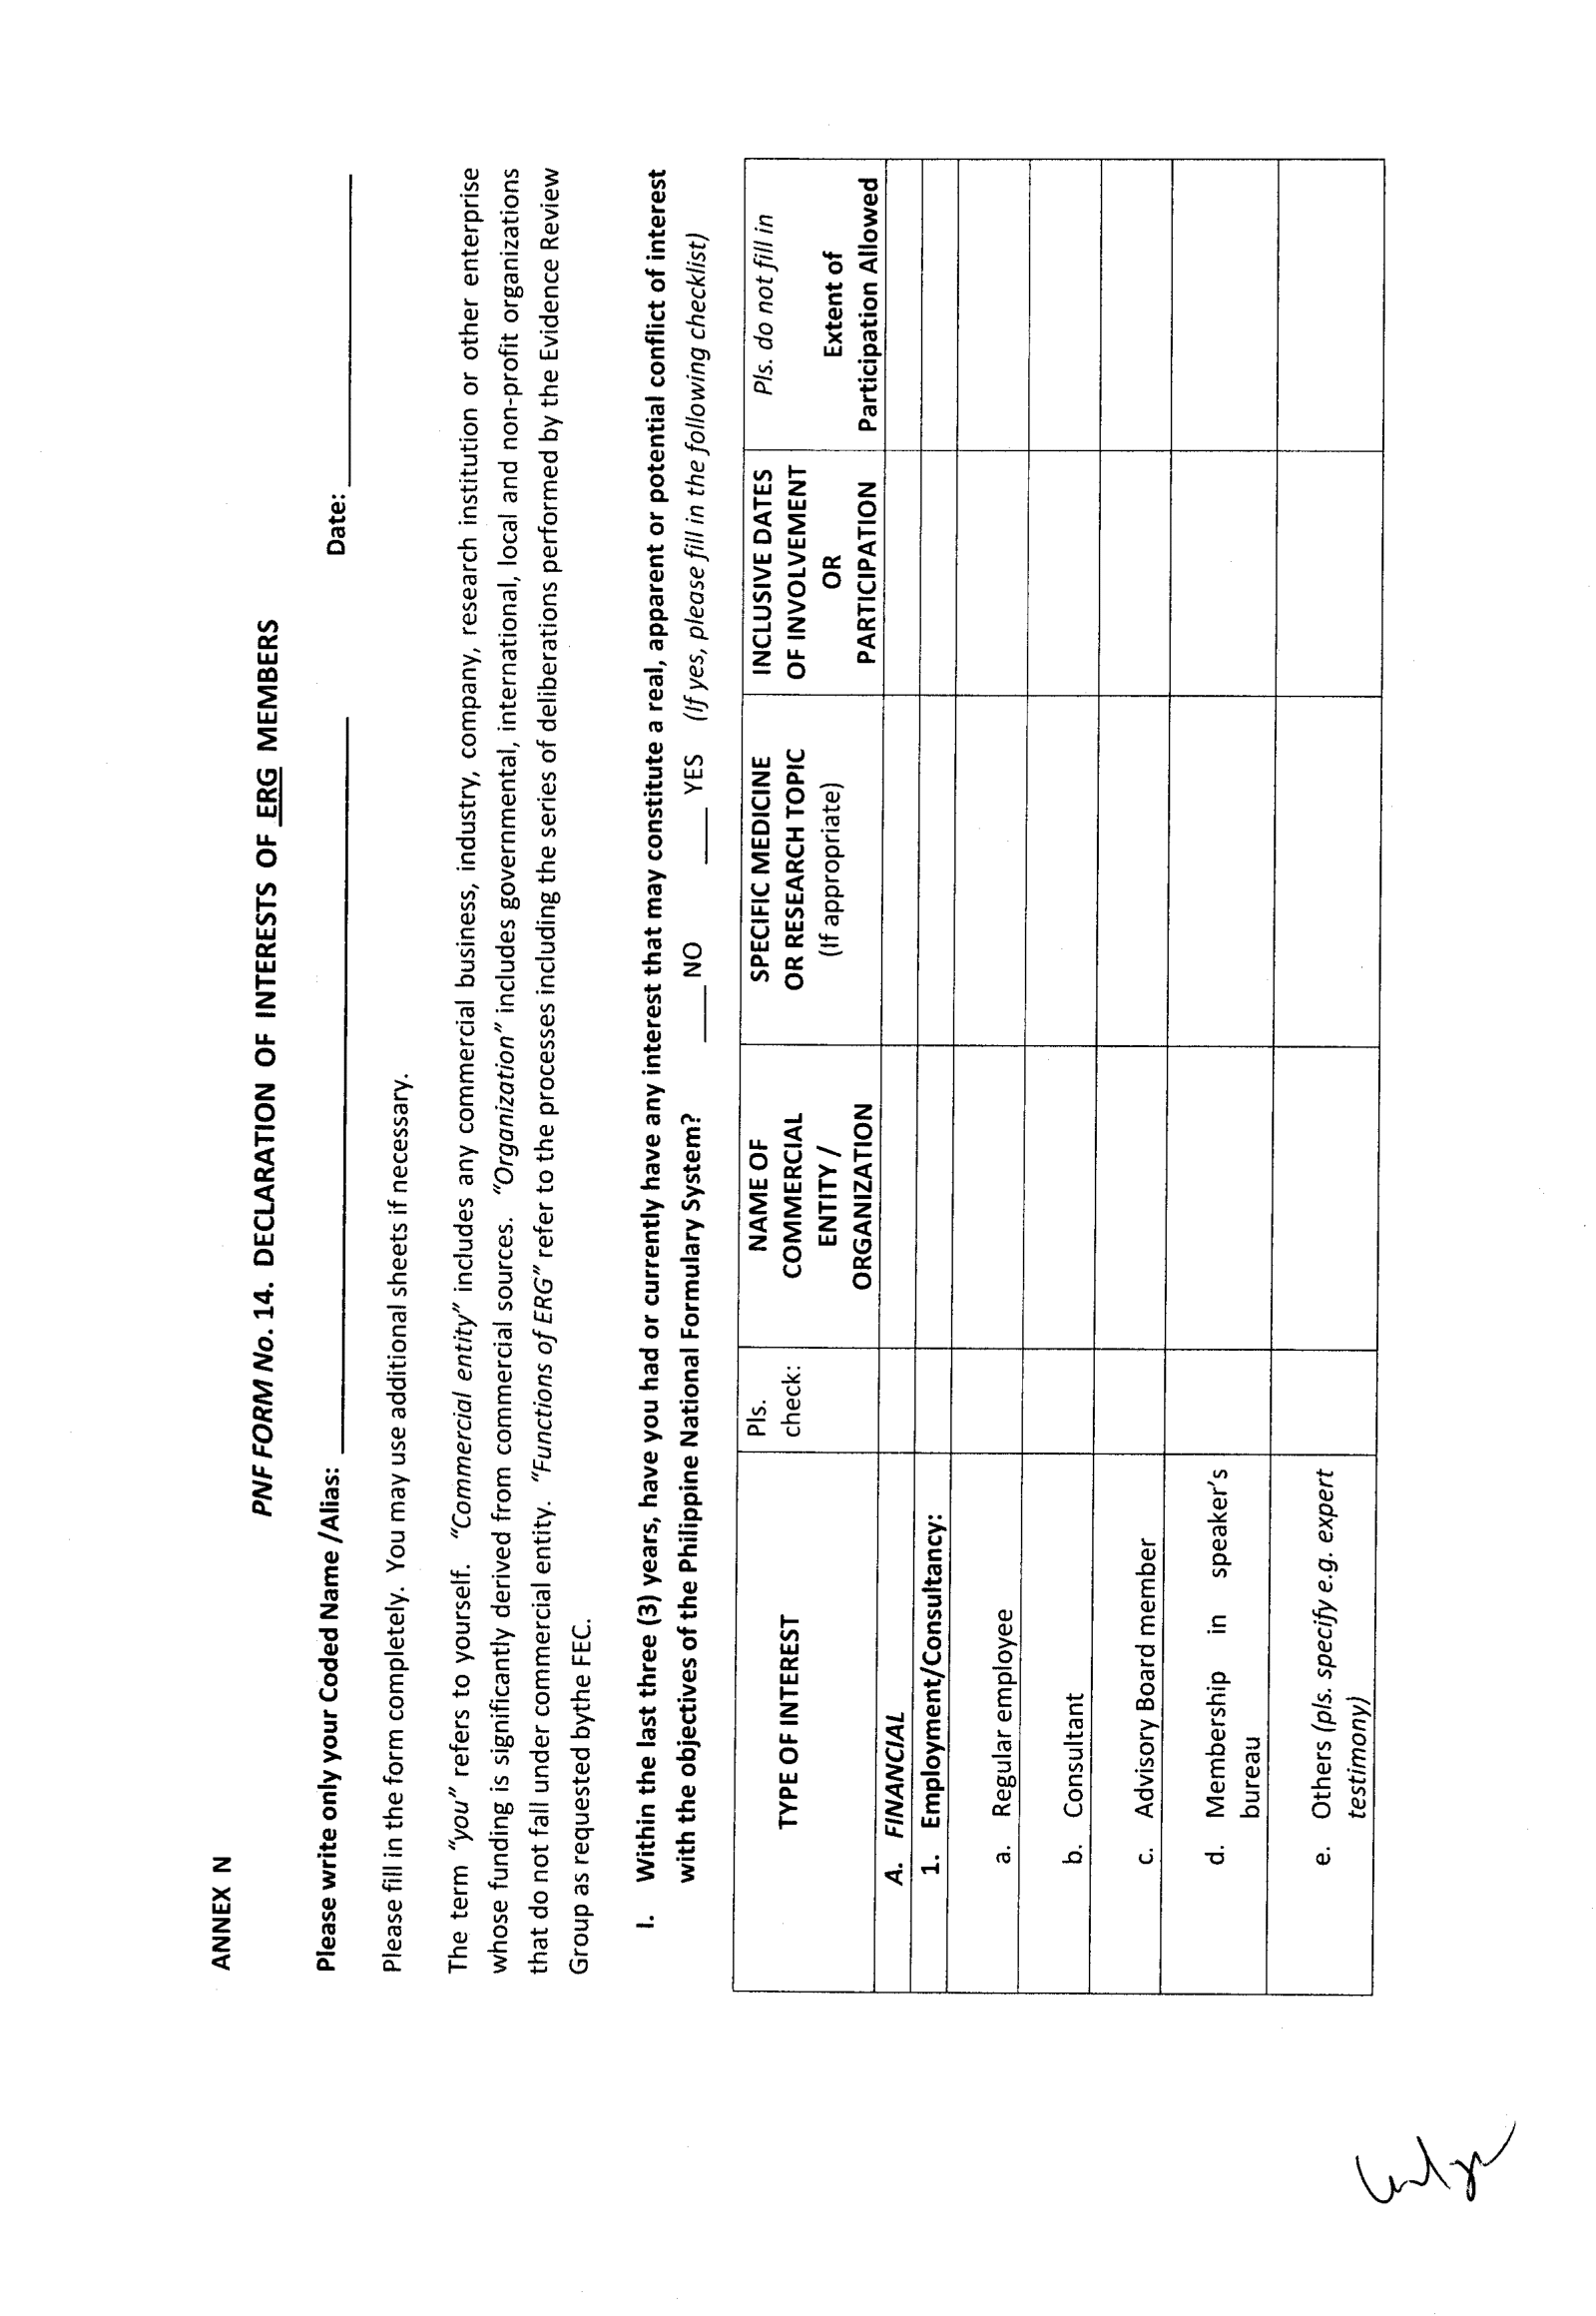 ANNEX N
PNF FORM No. 14. DECLARATION OF INTERESTS OF ERG MEMBERS
Please write only your Coded Name /Alias: ____________________ Date: ____________________
Please fill in the form completely. You may use additional sheets if necessary.
The term "you" refers to yourself. "Commercial entity" includes any commercial business, industry, company, research institution or other enterprise
whose funding is significantly derived from commercial sources. "Organization" includes governmental, international, local and non-profit organizations
that do not fall under commercial entity. "Functions of ERG" refer to the processes including the series of deliberations performed by the Evidence Review
Group as requested bythe FEC.
I. Within the last three (3) years, have you had or currently have any interest that may constitute a real, apparent or potential conflict of interest
with the objectives of the Philippine National Formulary System? ____ NO ____ YES (If yes, please fill in the following checklist)
TYPE OF INTEREST
Pls.
check:
NAME OF
COMMERCIAL
ENTITY /
ORGANIZATION
SPECIFIC MEDICINE
OR RESEARCH TOPIC
(If appropriate)
INCLUSIVE DATES
OF INVOLVEMENT
OR
PARTICIPATION
Pls. do not fill in
Extent of
Participation Allowed
A. FINANCIAL
1. Employment/Consultancy:
a. Regular employee
b. Consultant
c. Advisory Board member
d. Membership in speaker's
bureau
e. Others (pls. specify e.g. expert
testimony)